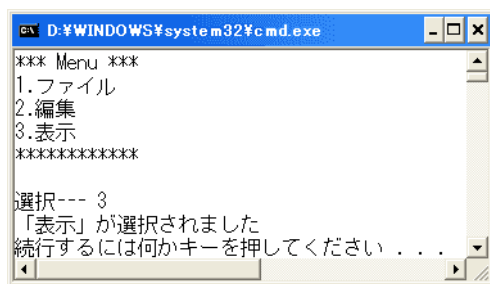 D:¥WINDOWS¥system32¥cmd.exe
*** Menu ***
1.ファイル
2.編集
3.表示
************
選択--- 3
「表示」が選択されました
続行するには何かキーを押してください . . .